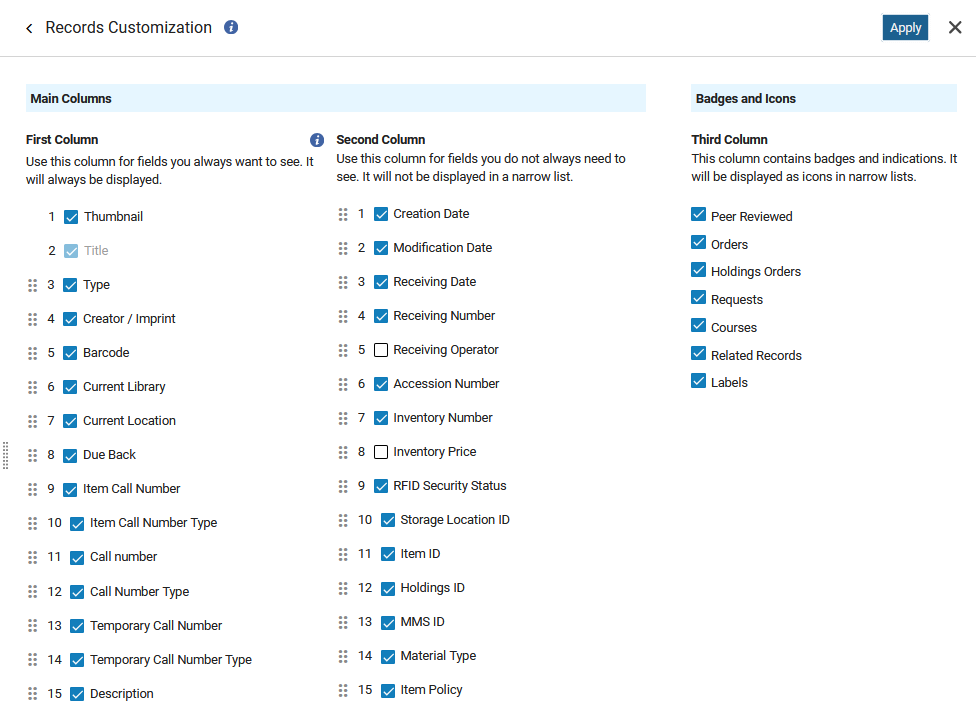 Records Customization
Apply
Main Columns
First Column
Use this column for fields you always want to see. It
will always be displayed.
1 Thumbnail
2 Title
3 Type
4 Creator / Imprint
5 Barcode
6 Current Library
7 Current Location
8 Due Back
9 Item Call Number
10 Item Call Number Type
11 Call number
12 Call Number Type
13 Temporary Call Number
14 Temporary Call Number Type
15 Description
Second Column
Use this column for fields you do not always need to
see. It will not be displayed in a narrow list.
1 Creation Date
2 Modification Date
3 Receiving Date
4 Receiving Number
5 Receiving Operator
6 Accession Number
7 Inventory Number
8 Inventory Price
9 RFID Security Status
10 Storage Location ID
11 Item ID
12 Holdings ID
13 MMS ID
14 Material Type
15 Item Policy
Badges and Icons
Third Column
This column contains badges and indications. It
will be displayed as icons in narrow lists.
Peer Reviewed
Orders
Holdings Orders
Requests
Courses
Related Records
Labels